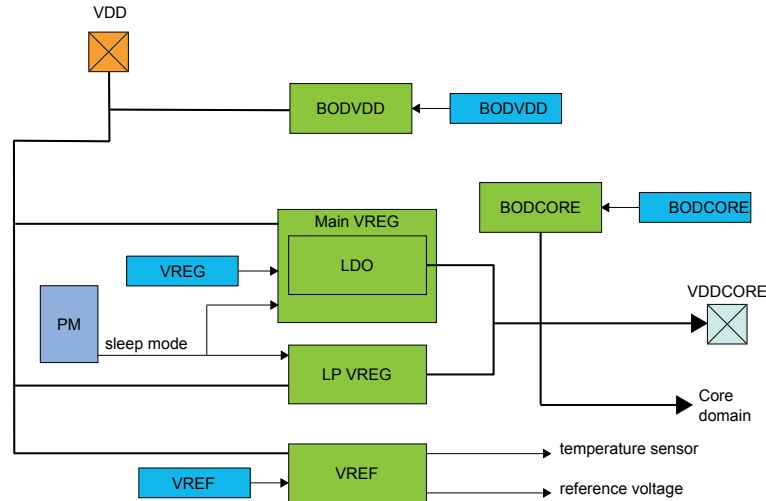 VDD
BODVDD
BODVDD
BODCORE
BODCORE
Main VREG
LDO
VREG
VDDCORE
PM
sleep mode
LP VREG
Core
domain
temperature sensor
VREF
VREF
reference voltage